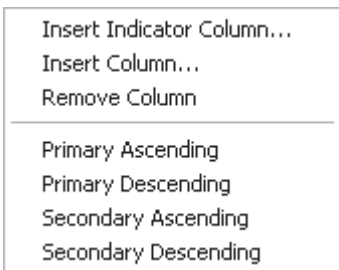 Insert Indicator Column...
Insert Column...
Remove Column
Primary Ascending
Primary Descending
Secondary Ascending
Secondary Descending